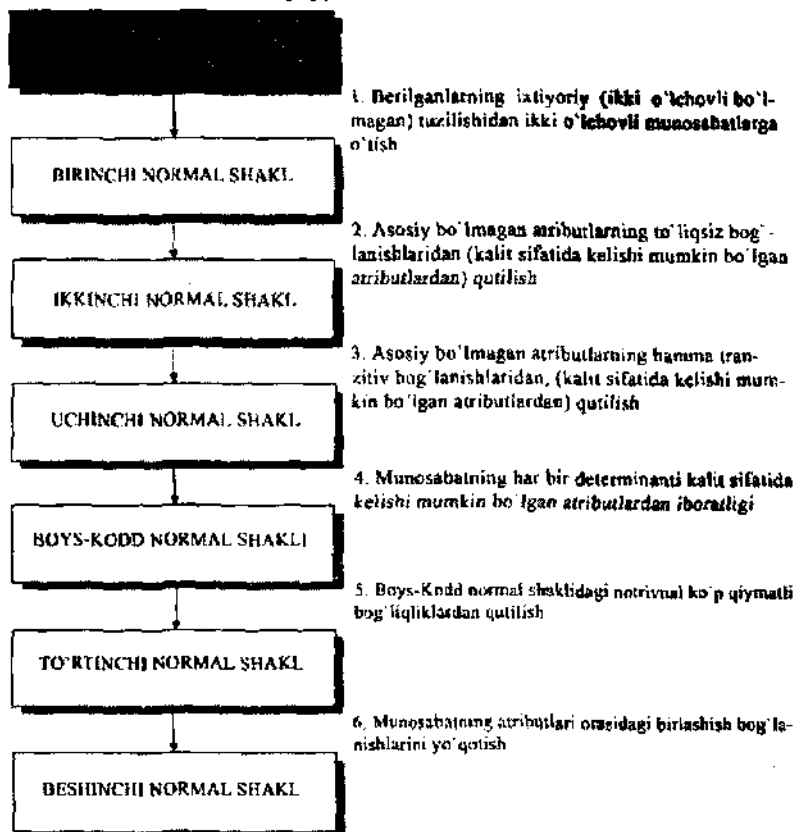 1. Berilganlarning ixtiyoriy (ikki o'lchovli bo'l-
magan) tuzilishidan ikki o'lchovli munosabatlarga
o'tish
BIRINCHI NORMAL SHAKL
2. Asosiy bo'lmagan atributlarning to'liqsiz bog'-
lanishlaridan (kalit sifatida kelishi mumkin bo'lgan
atributlardan) qutilish
IKKINCHI NORMAL SHAKL
3. Asosiy bo'lmagan atributlarning hamma tran-
zitiv bog'lanishlaridan, (kalit sifatida kelishi mum-
kin bo'lgan atributlardan) qutilish
UCHINCHI NORMAL SHAKL
4. Munosabatning har bir determinanti kalit sifatida
kelishi mumkin bo'lgan atributlardan iboratligi
BOYS-KODD NORMAL SHAKLI
5. Boys-Kodd normal shaklidagi notrivual ko'p qiymatli
bog'liqliklardan qutilish
TO'RTINCHI NORMAL SHAKL
6. Munosabatning atributlari orasidagi birlashish bog'la-
nishlarini yo'qotish
BESHINCHI NORMAL SHAKL